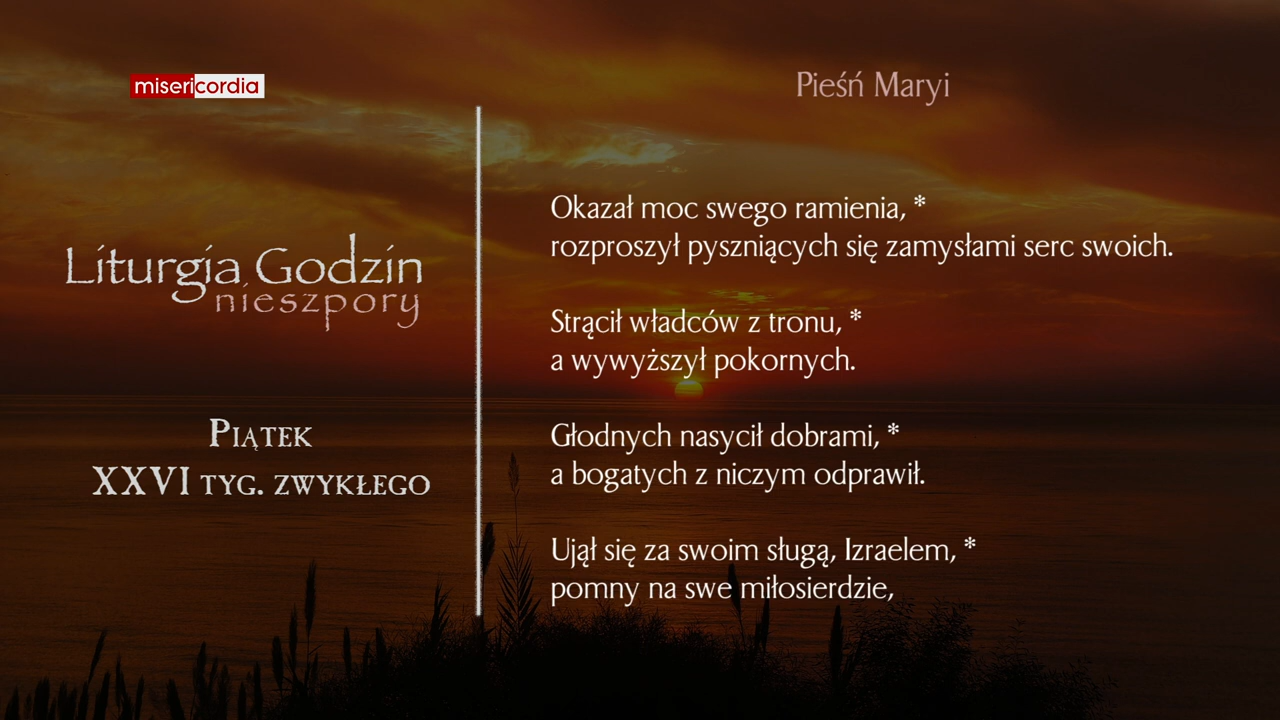 misericordia
Liturgia Godzin
nieszpory
Piątek
XXVI tyg. zwykłego
Pieśń Maryi
Okazał moc swego ramienia, *
rozproszył pyszniących się zamysłami serc swoich.
Strącił władców z tronu, *
a wywyższył pokornych.
Głodnych nasycił dobrami, *
a bogatych z niczym odprawił.
Ujął się za swoim sługą, Izraelem, *
pomny na swe miłosierdzie,